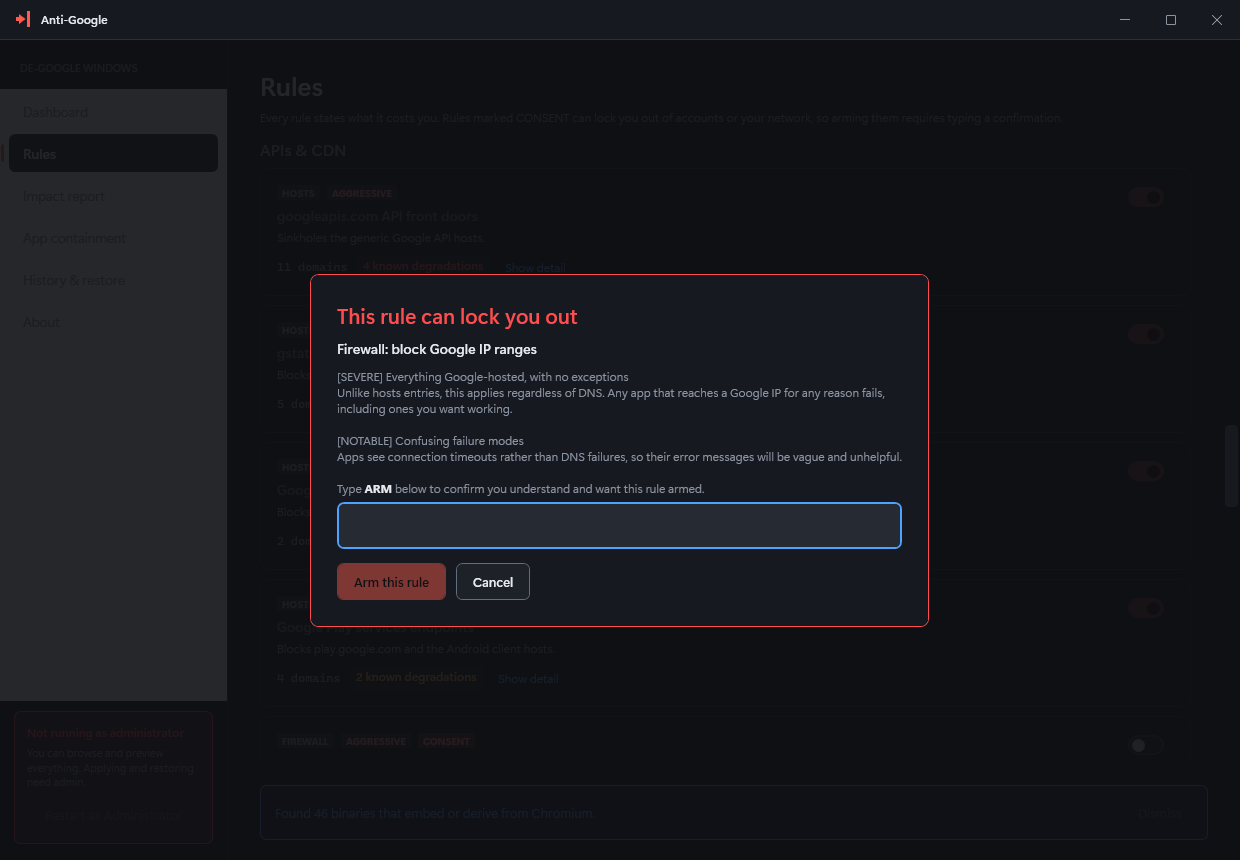 Anti-Google
DE-GOOGLE WINDOWS
Dashboard
Rules
Impact report
App containment
History & restore
About
Not running as administrator
You can browse and preview
everything. Applying and restoring
need admin.
Restart as administrator
Rules
Every rule states what it costs you. Rules marked CONSENT can lock you out of accounts or your network, so arming them requires typing a confirmation.
APIs & CDN
HOSTS AGGRESSIVE
googleapis.com API front doors
Sinkholes the generic Google API hosts.
11 domains 4 known degradations Show detail
This rule can lock you out
Firewall: block Google IP ranges
[SEVERE] Everything Google-hosted, with no exceptions
Unlike hosts entries, this applies regardless of DNS. Any app that reaches a Google IP for any reason fails,
including ones you want working.
[NOTABLE] Confusing failure modes
Apps see connection timeouts rather than DNS failures, so their error messages will be vague and unhelpful.
Type ARM below to confirm you understand and want this rule armed.
Arm this rule Cancel
Google Play services endpoints
Blocks play.google.com and the Android client hosts.
4 domains 2 known degradations Show detail
FIREWALL AGGRESSIVE CONSENT
Found 46 binaries that embed or derive from Chromium.
Dismiss